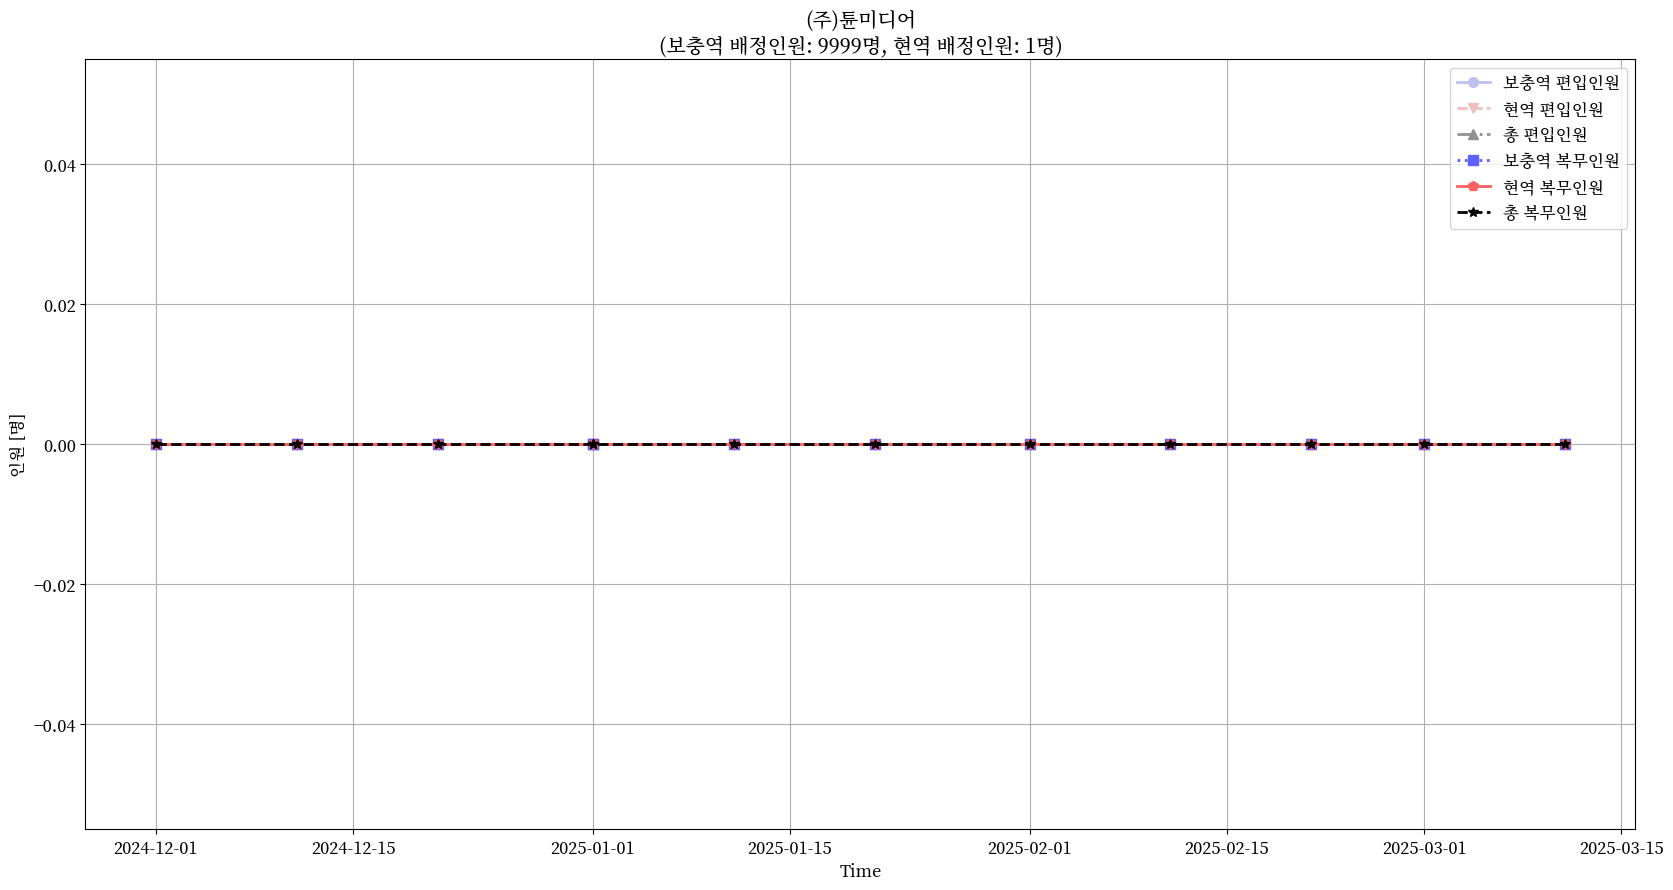 (주)튠미디어
(보충역 배정인원: 9999명, 현역 배정인원: 1명)
보충역 편입인원
현역 편입인원
총 편입인원
보충역 복무인원
현역 복무인원
총 복무인원
인원 [명]
0.04
0.02
0.00
−0.02
−0.04
2024-12-01
2024-12-15
2025-01-01
2025-01-15
2025-02-01
2025-02-15
2025-03-01
2025-03-15
Time